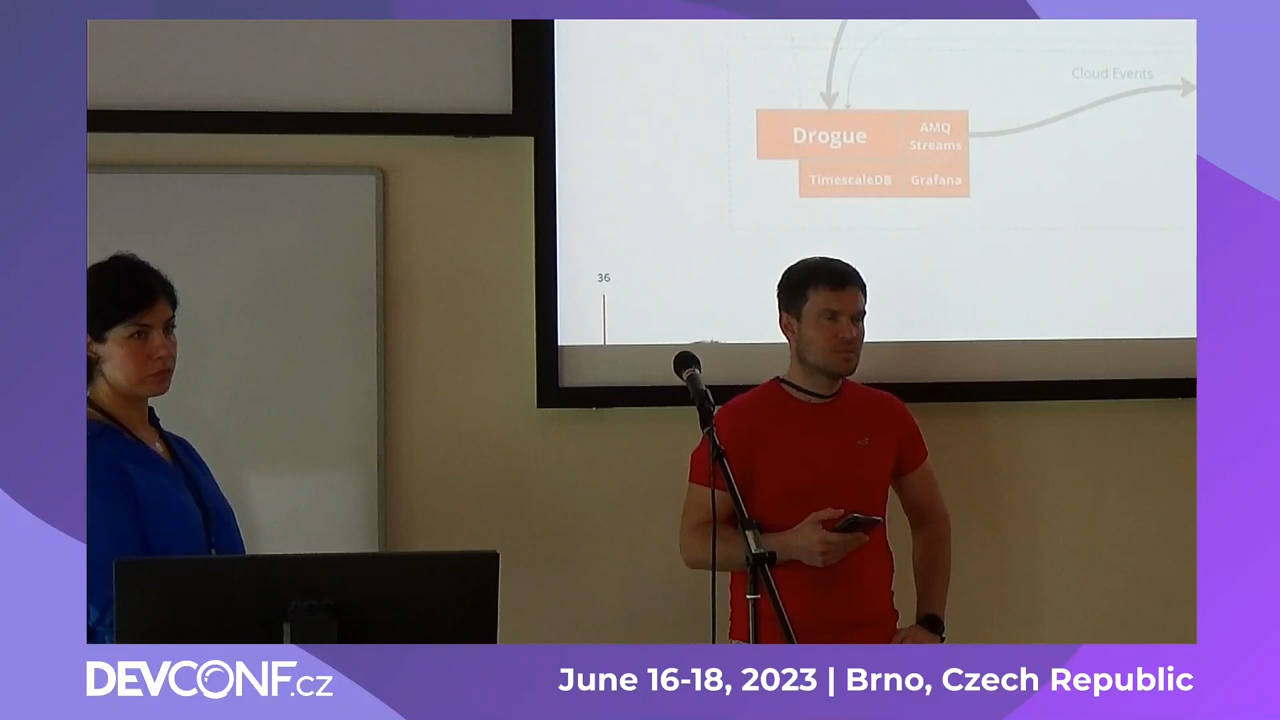 Cloud Events
Drogue
AMQ
Streams
TimescaleDB
Grafana
36
DEVCONF.cz
June 16-18, 2023 | Brno, Czech Republic